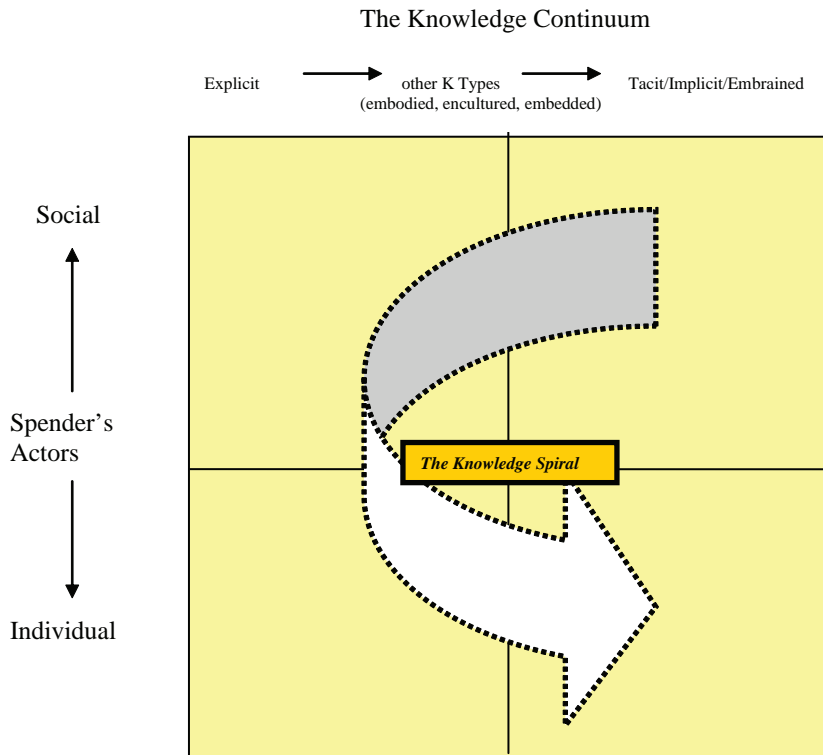 The Knowledge Continuum
Explicit
other K Types
(embodied, encultured, embedded)
Tacit/Implicit/Embrained
Social
Spender's
Actors
The Knowledge Spiral
Individual